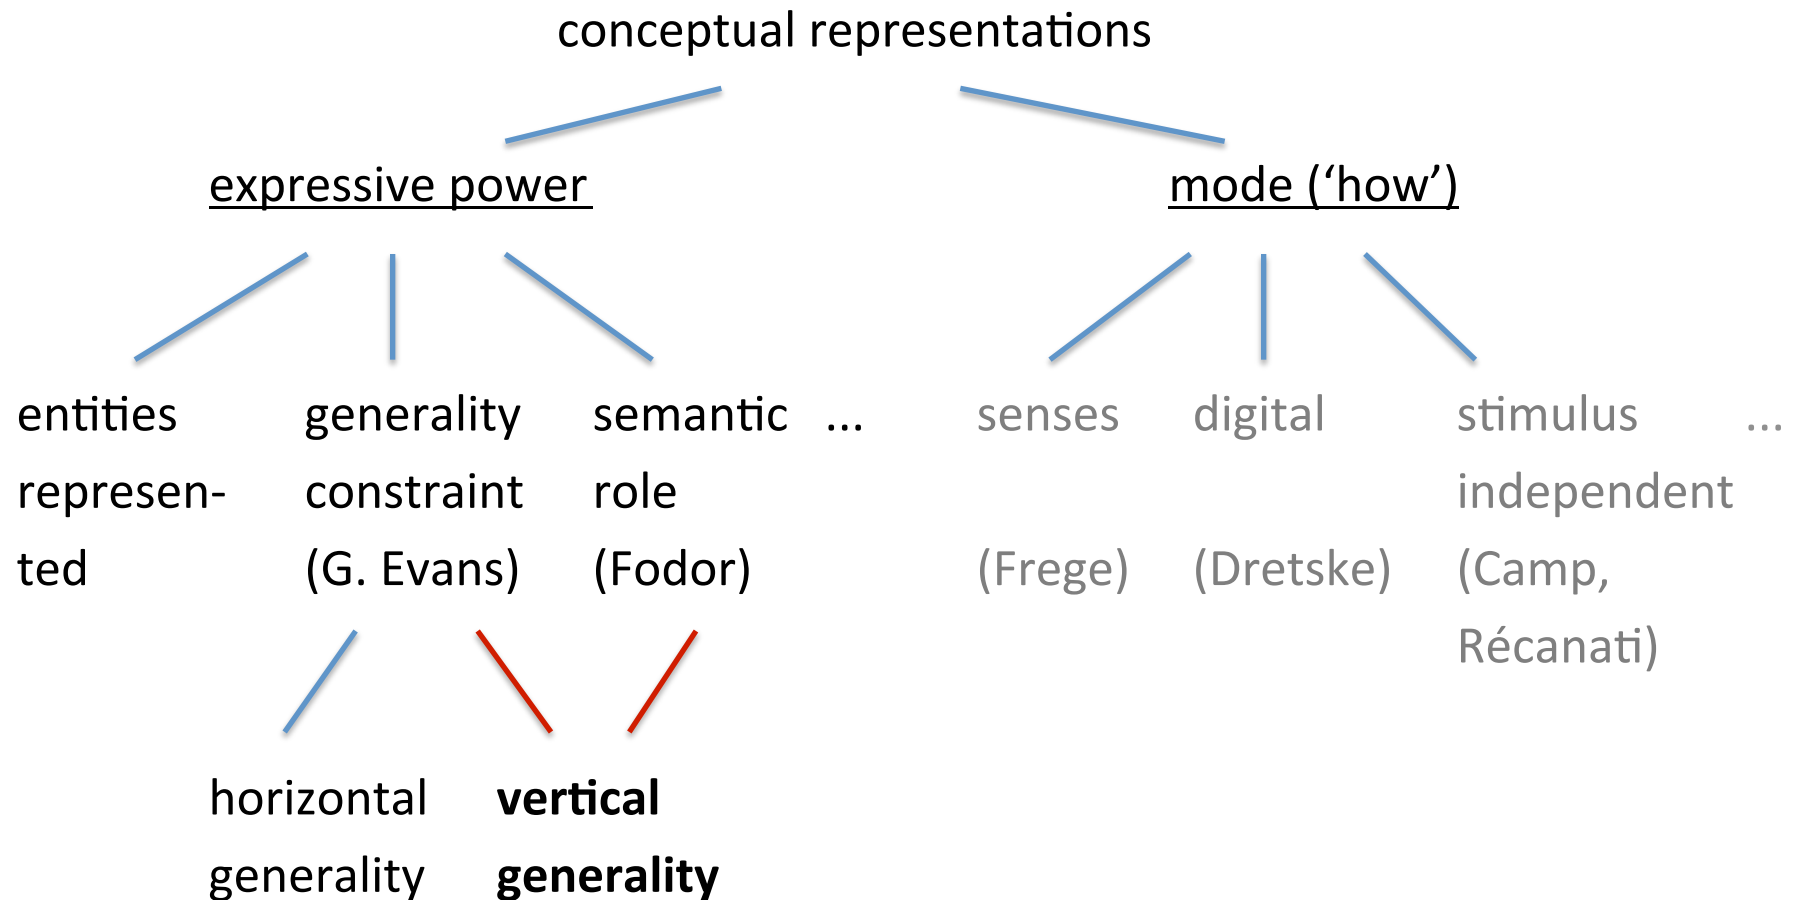 conceptual representations
expressive power
mode (‘how’)
entities
represen-
ted
generality
constraint
(G. Evans)
semantic
role
(Fodor)
...
senses
(Frege)
digital
(Dretske)
stimulus
independent
(Camp,
Récanati)
...
horizontal
generality
vertical
generality